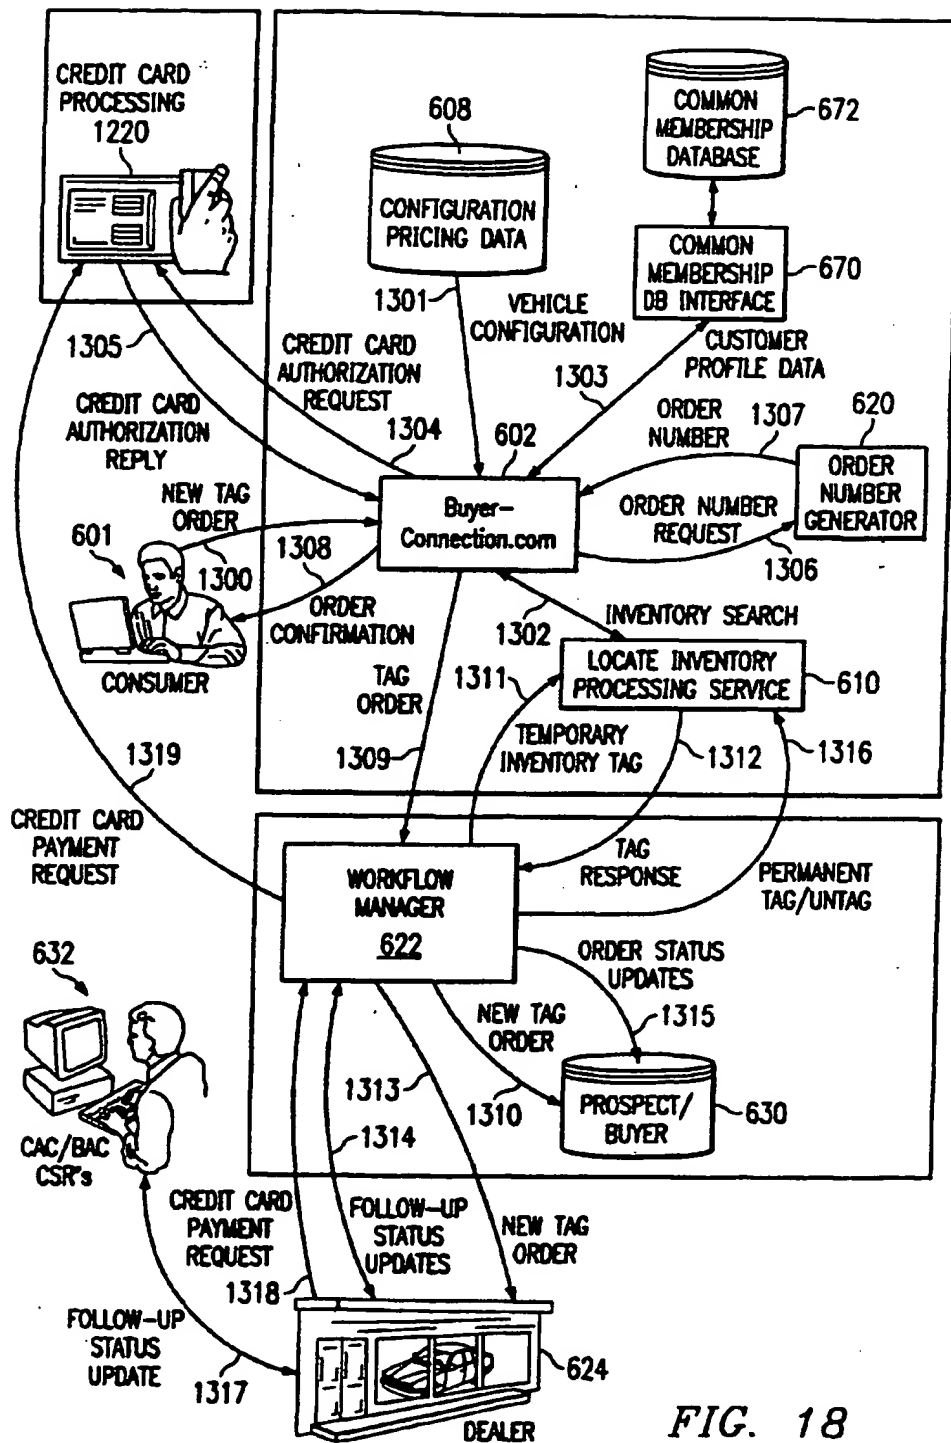 CREDIT CARD
PROCESSING
1220
608
CONFIGURATION
PRICING DATA
COMMON
MEMBERSHIP
DATABASE
672
COMMON
MEMBERSHIP
DB INTERFACE
670
1301
VEHICLE
CONFIGURATION
1305
CREDIT CARD
AUTHORIZATION
REQUEST
1303
CUSTOMER
PROFILE DATA
CREDIT CARD
AUTHORIZATION
REPLY
1304
602
ORDER
NUMBER
1307
620
NEW TAG
ORDER
Buyer-
Connection.com
ORDER NUMBER
REQUEST
ORDER
NUMBER
GENERATOR
601
1300
1308
1306
ORDER
CONFIRMATION
1302
INVENTORY SEARCH
CONSUMER
TAG
ORDER
1311
LOCATE INVENTORY
PROCESSING SERVICE
610
1319
1309
TEMPORARY
INVENTORY TAG
1312
1316
CREDIT CARD
PAYMENT
REQUEST
WORKFLOW
MANAGER
622
TAG
RESPONSE
PERMANENT
TAG/UNTAG
632
ORDER STATUS
UPDATES
NEW TAG
ORDER
1315
1313
1310
1314
PROSPECT/
BUYER
630
CAC/BAC
CSR's
CREDIT CARD
PAYMENT
REQUEST
FOLLOW-UP
STATUS
UPDATES
NEW TAG
ORDER
1318
FOLLOW-UP
STATUS
UPDATE
1317
624
DEALER
FIG. 18